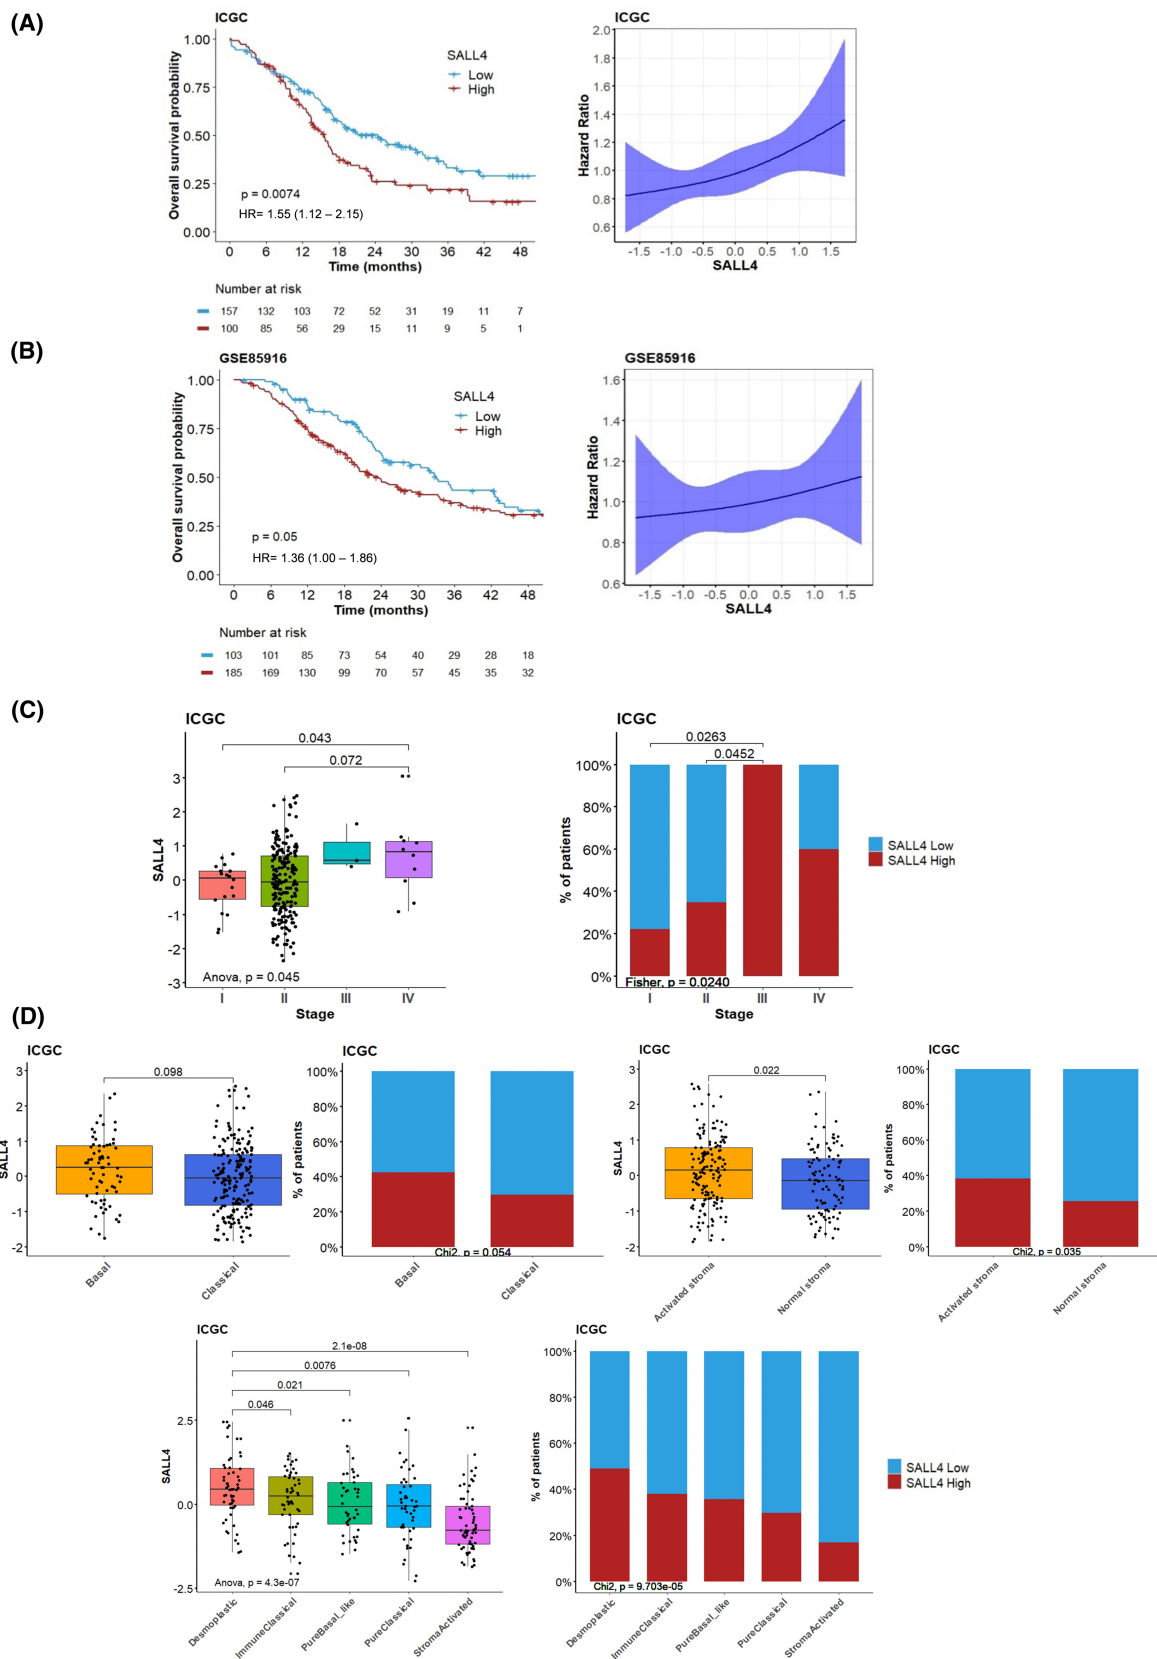 (A)
ICGC
Overall survival probability
1.00
0.75
0.50
0.25
0.00
SALL4
Low
High
p = 0.0074
HR= 1.55 (1.12 – 2.15)
0 6 12 18 24 30 36 42 48
Time (months)
Number at risk
157 132 103 72 52 31 19 11 7
100 85 56 29 15 11 9 5 1
ICGC
Hazard Ratio
2.0
1.8
1.6
1.4
1.2
1.0
0.8
0.6
-1.5 -1.0 -0.5 0.0 0.5 1.0 1.5
SALL4
(B)
GSE85916
Overall survival probability
1.00
0.75
0.50
0.25
0.00
SALL4
Low
High
p = 0.05
HR= 1.36 (1.00 – 1.86)
0 6 12 18 24 30 36 42 48
Time (months)
Number at risk
103 101 85 73 54 40 29 28 18
185 169 130 99 70 57 45 35 32
GSE85916
Hazard Ratio
1.6
1.4
1.2
1.0
0.8
0.6
-1.5 -1.0 -0.5 0.0 0.5 1.0 1.5
SALL4
(C)
ICGC
SALL4
0.043
0.072
3
2
1
0
-1
-2
-3
Anova, p = 0.045
I II III IV
Stage
ICGC
% of patients
0.0263
0.0452
100%
80%
60%
40%
20%
0%
Fisher, p = 0.0240
I II III IV
Stage
SALL4 Low
SALL4 High
(D)
ICGC
SALL4
0.098
3
2
1
0
-1
-2
Basal
Classical
ICGC
% of patients
100%
80%
60%
40%
20%
0%
Chi2, p = 0.054
Basal
Classical
ICGC
SALL4
0.022
3
2
1
0
-1
-2
Activated stroma
Normal stroma
ICGC
% of patients
100%
80%
60%
40%
20%
0%
Chi2, p = 0.035
Activated stroma
Normal stroma
ICGC
SALL4
2.1e-08
0.0076
0.021
0.046
2.5
0.0
-2.5
Anova, p = 4.3e-07
Desmoplastic
ImmuneClassical
PureBasal_like
PureClassical
StromaActivated
ICGC
% of patients
100%
80%
60%
40%
20%
0%
Chi2, p = 9.703e-05
Desmoplastic
ImmuneClassical
PureBasal_like
PureClassical
StromaActivated
SALL4 Low
SALL4 High